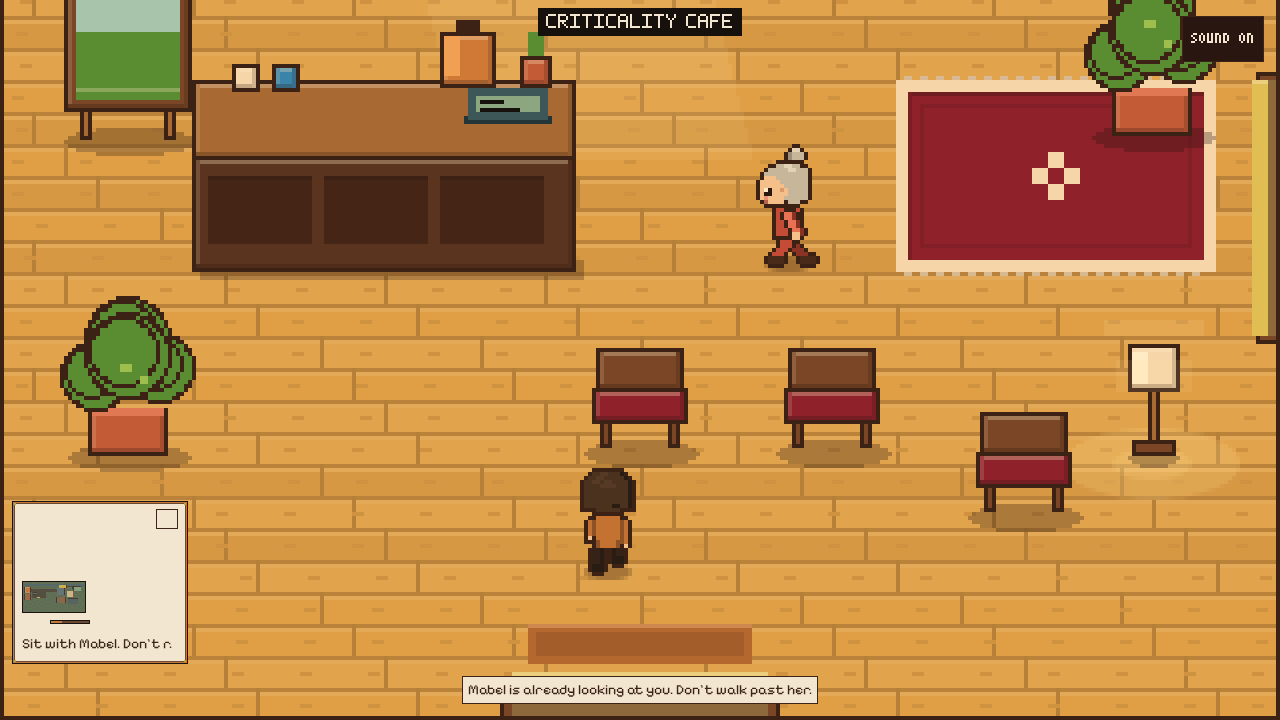 CRITICALITY CAFE
SOUND ON
Sit with Mabel. Don't r.
Mabel is already looking at you. Don't walk past her.